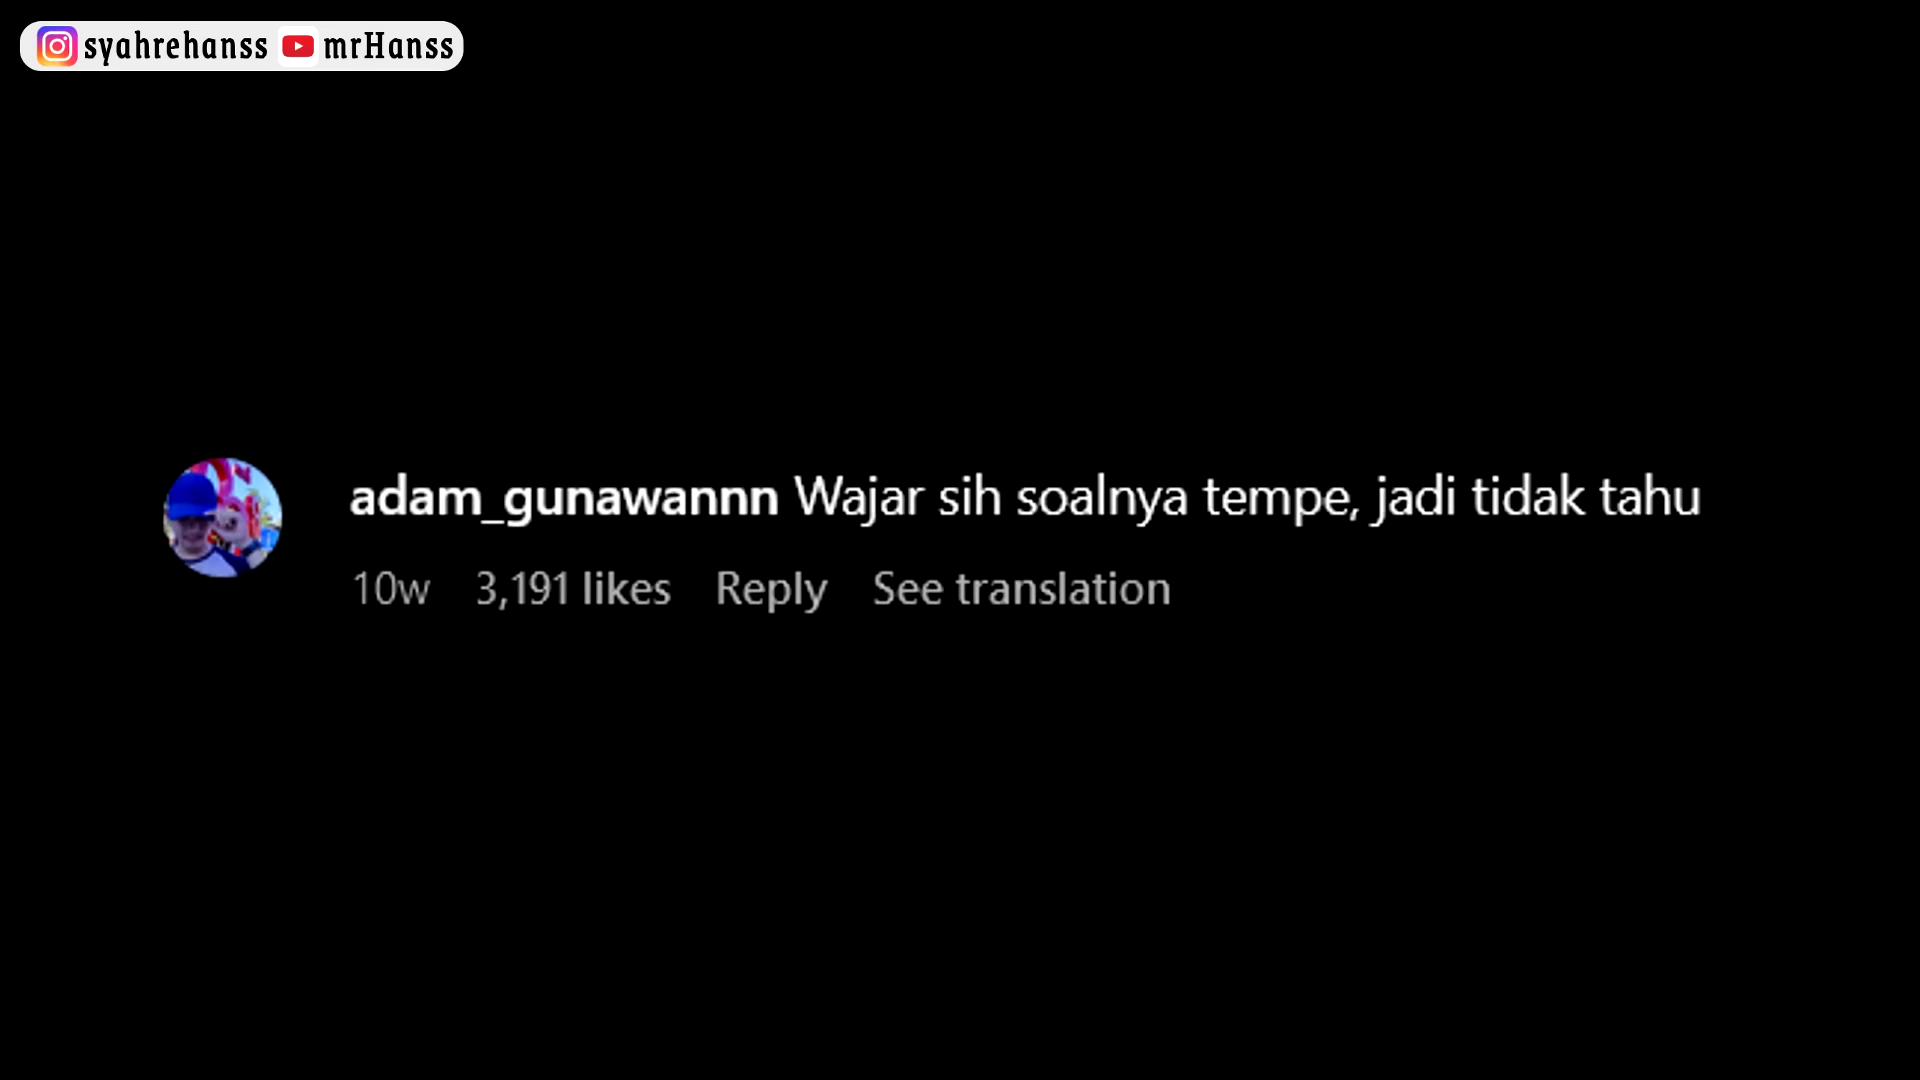 syahrehanss mrHanss
adam_gunawannn Wajar sih soalnya tempe, jadi tidak tahu
10w 3,191 likes Reply See translation